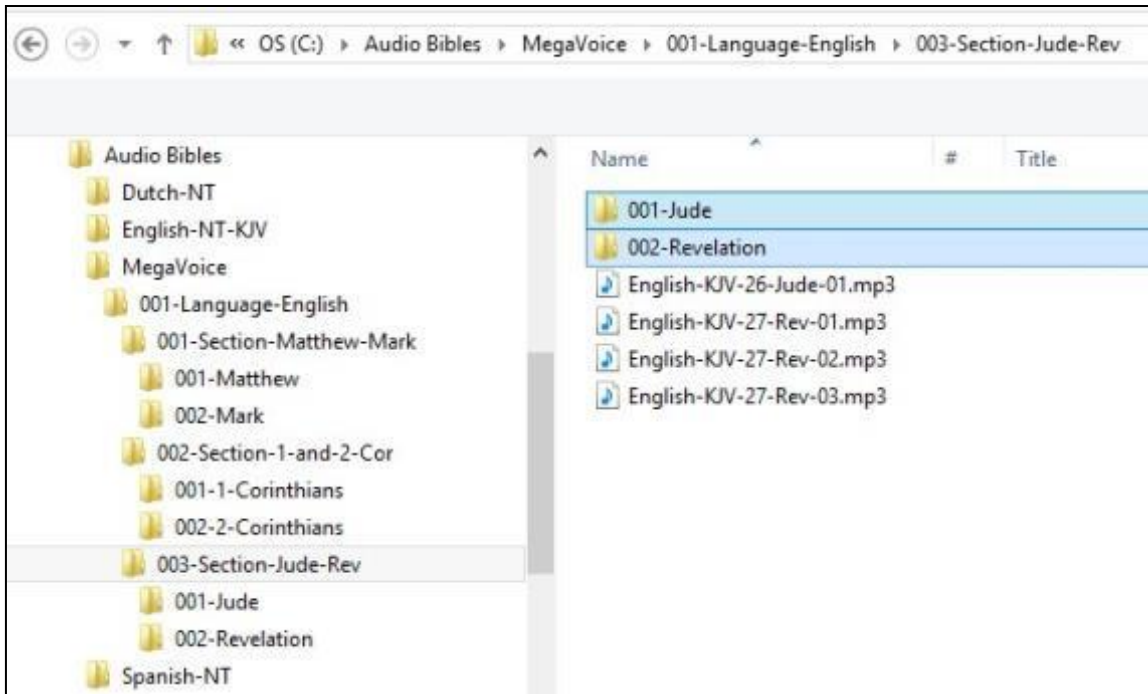 « OS (C:) ▸ Audio Bibles ▸ MegaVoice ▸ 001-Language-English ▸ 003-Section-Jude-Rev
Audio Bibles
Dutch-NT
English-NT-KJV
MegaVoice
001-Language-English
001-Section-Matthew-Mark
001-Matthew
002-Mark
002-Section-1-and-2-Cor
001-1-Corinthians
002-2-Corinthians
003-Section-Jude-Rev
001-Jude
002-Revelation
Spanish-NT
Name # Title
001-Jude
002-Revelation
English-KJV-26-Jude-01.mp3
English-KJV-27-Rev-01.mp3
English-KJV-27-Rev-02.mp3
English-KJV-27-Rev-03.mp3